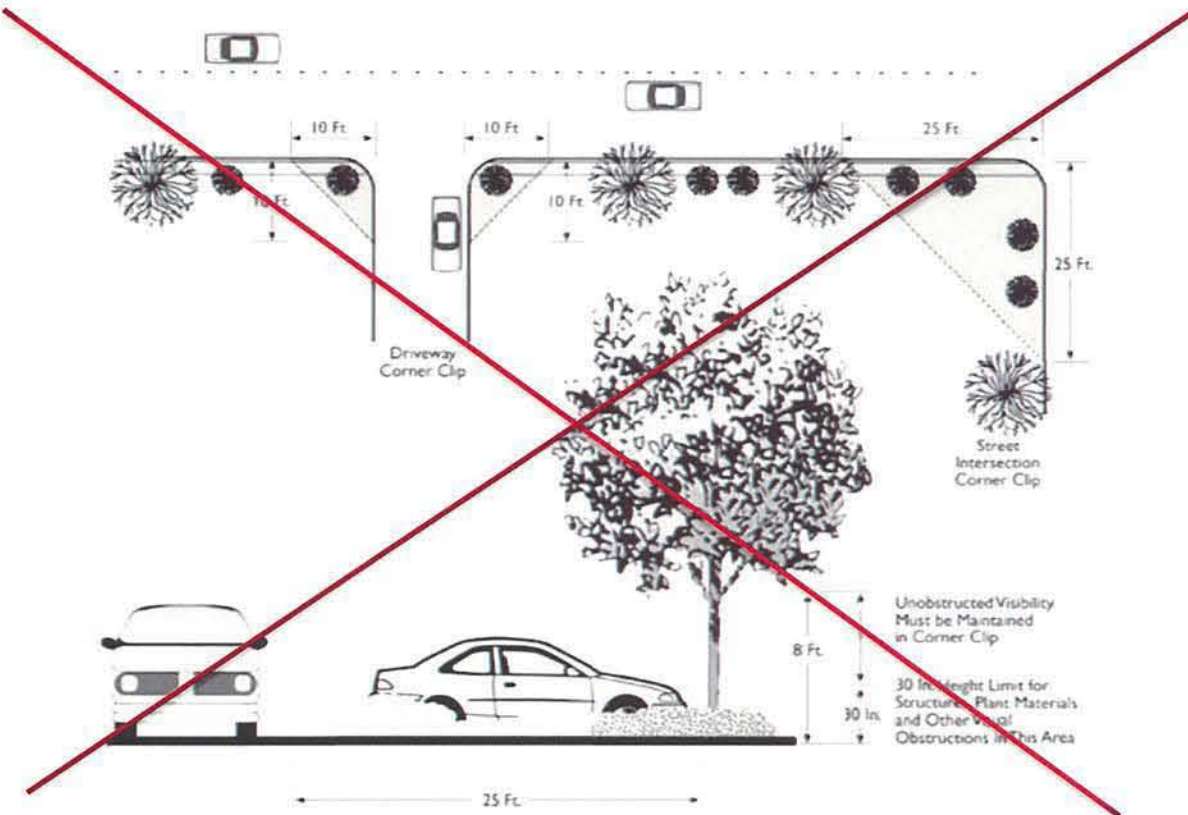 10 Ft.
10 Ft.
25 Ft.
10 Ft.
10 Ft.
25 Ft.
Driveway
Corner Clip
Street
Intersection
Corner Clip
Unobstructed Visibility
Must be Maintained
in Corner Clip
8 Ft.
30 In. Height Limit for
Structures, Plant Materials
and Other Visual
Obstructions In This Area
30 In.
25 Ft.